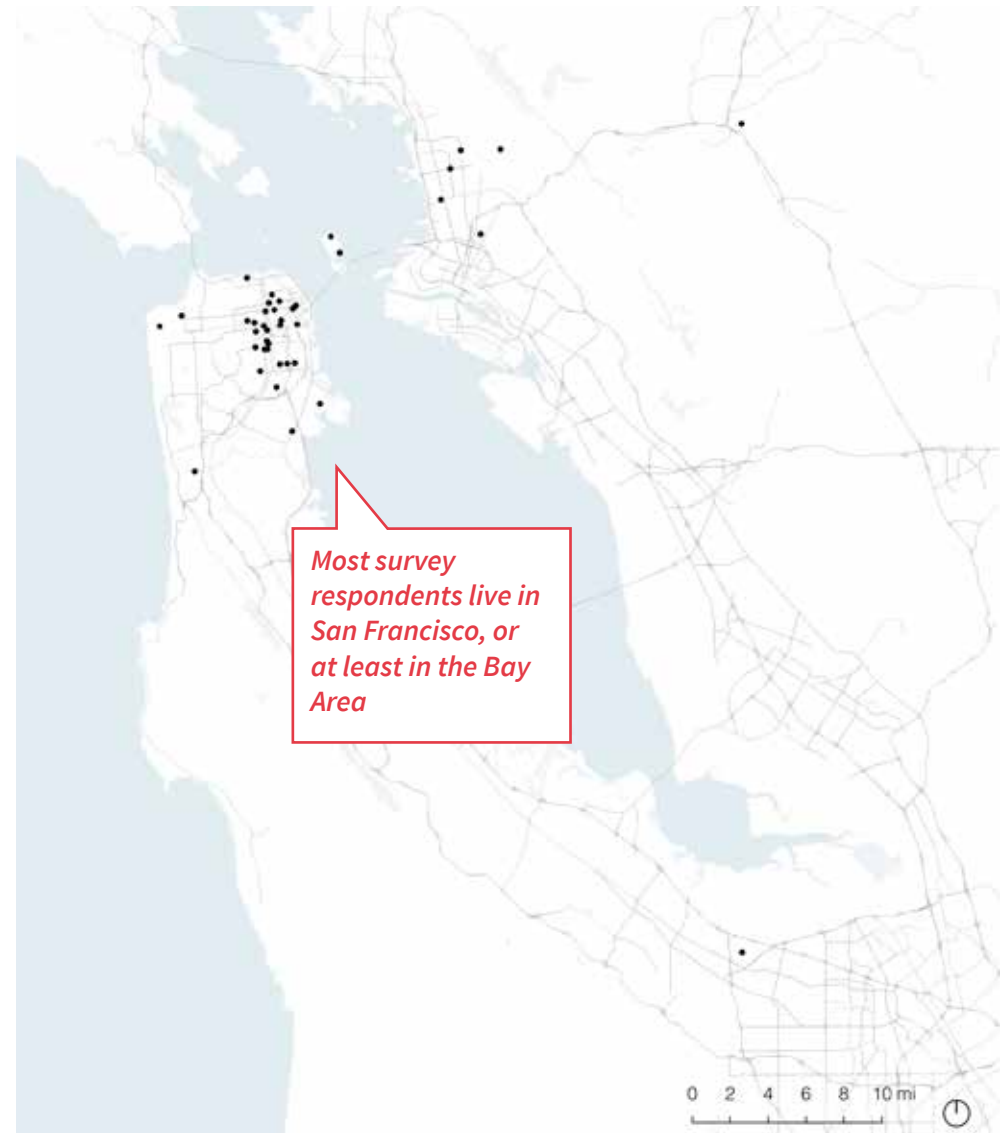 Most survey
respondents live in
San Francisco, or
at least in the Bay
Area
0 2 4 6 8 10 mi